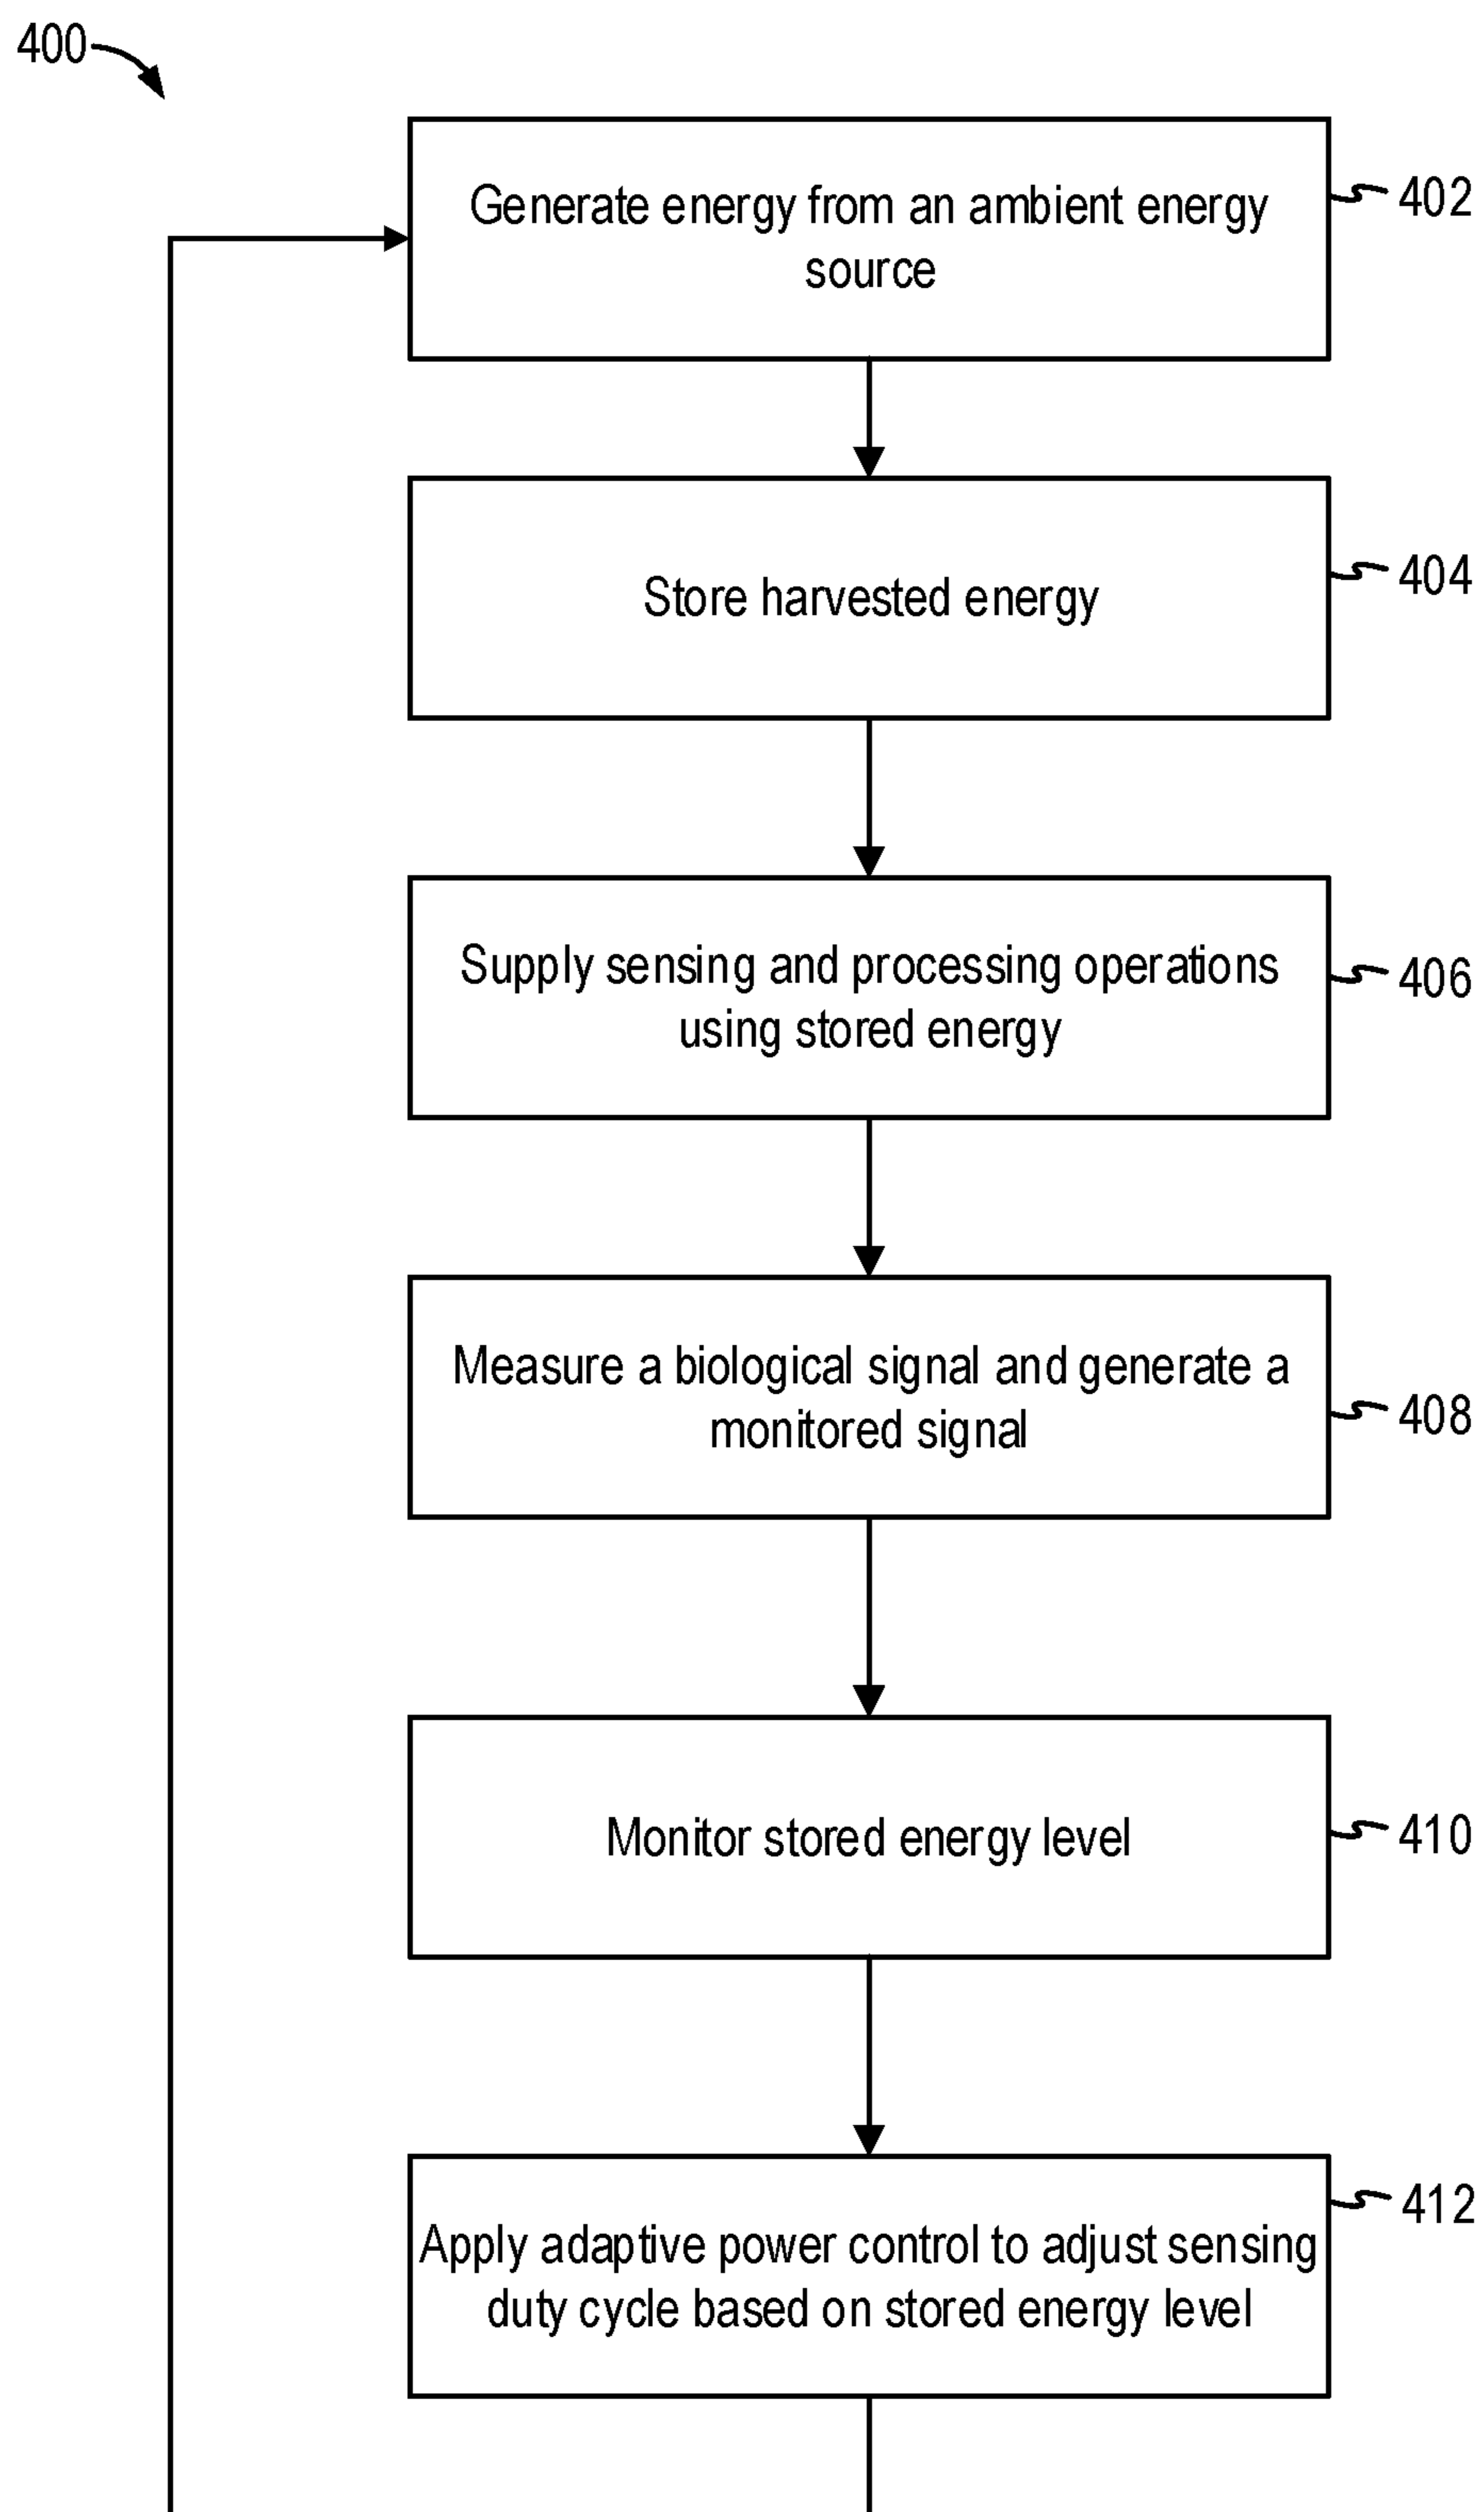 400
Generate energy from an ambient energy
source
402
Store harvested energy
404
Supply sensing and processing operations
using stored energy
406
Measure a biological signal and generate a
monitored signal
408
Monitor stored energy level
410
Apply adaptive power control to adjust sensing
duty cycle based on stored energy level
412